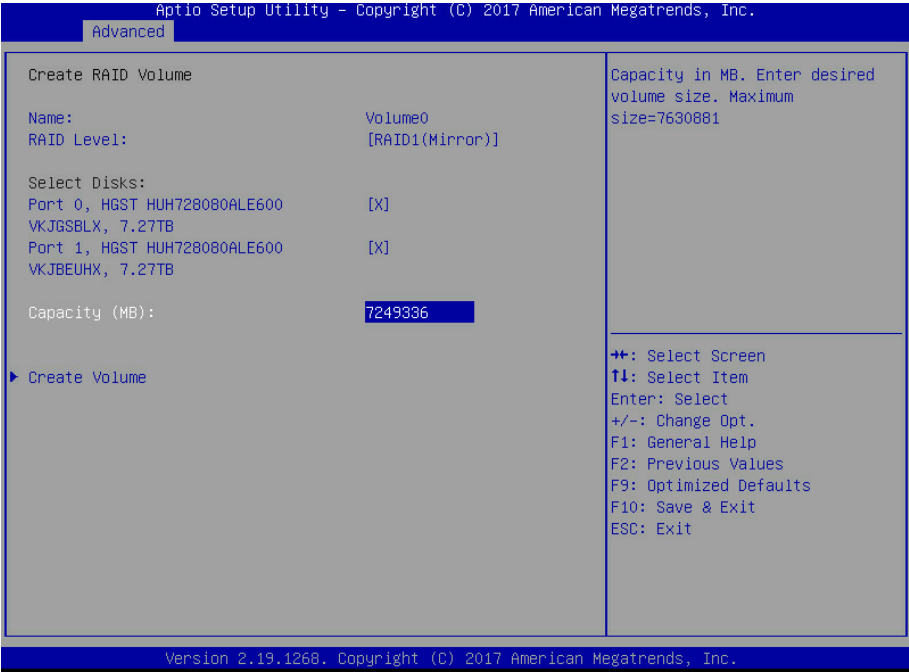 Aptio Setup Utility – Copyright (C) 2017 American Megatrends, Inc.
Advanced
Create RAID Volume
Name: Volume0
RAID Level: [RAID1(Mirror)]
Select Disks:
Port 0, HGST HUH728080ALE600 [X]
VKJGSBLX, 7.27TB
Port 1, HGST HUH728080ALE600 [X]
VKJBEUHX, 7.27TB
Capacity (MB): 7249336
Create Volume
Capacity in MB. Enter desired
volume size. Maximum
size=7630881
→←: Select Screen
↑↓: Select Item
Enter: Select
+/-: Change Opt.
F1: General Help
F2: Previous Values
F9: Optimized Defaults
F10: Save & Exit
ESC: Exit
Version 2.19.1268. Copyright (C) 2017 American Megatrends, Inc.